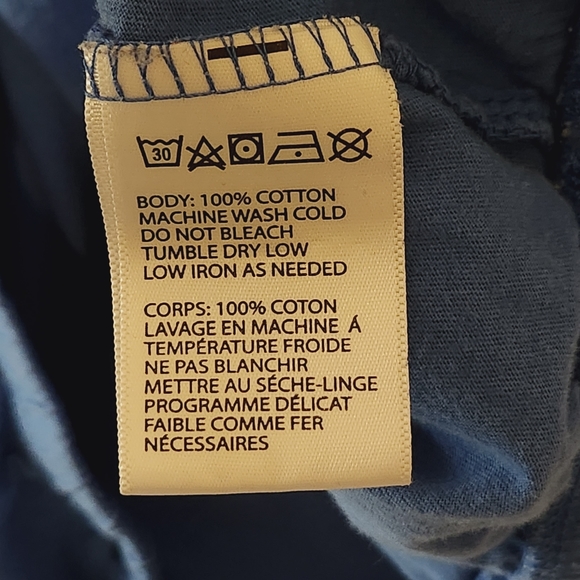 30
BODY: 100% COTTON
MACHINE WASH COLD
DO NOT BLEACH
TUMBLE DRY LOW
LOW IRON AS NEEDED
CORPS: 100% COTON
LAVAGE EN MACHINE Á
TEMPÉRATURE FROIDE
NE PAS BLANCHIR
METTRE AU SÉCHE-LINGE
PROGRAMME DÉLICAT
FAIBLE COMME FER
NÉCESSAIRES